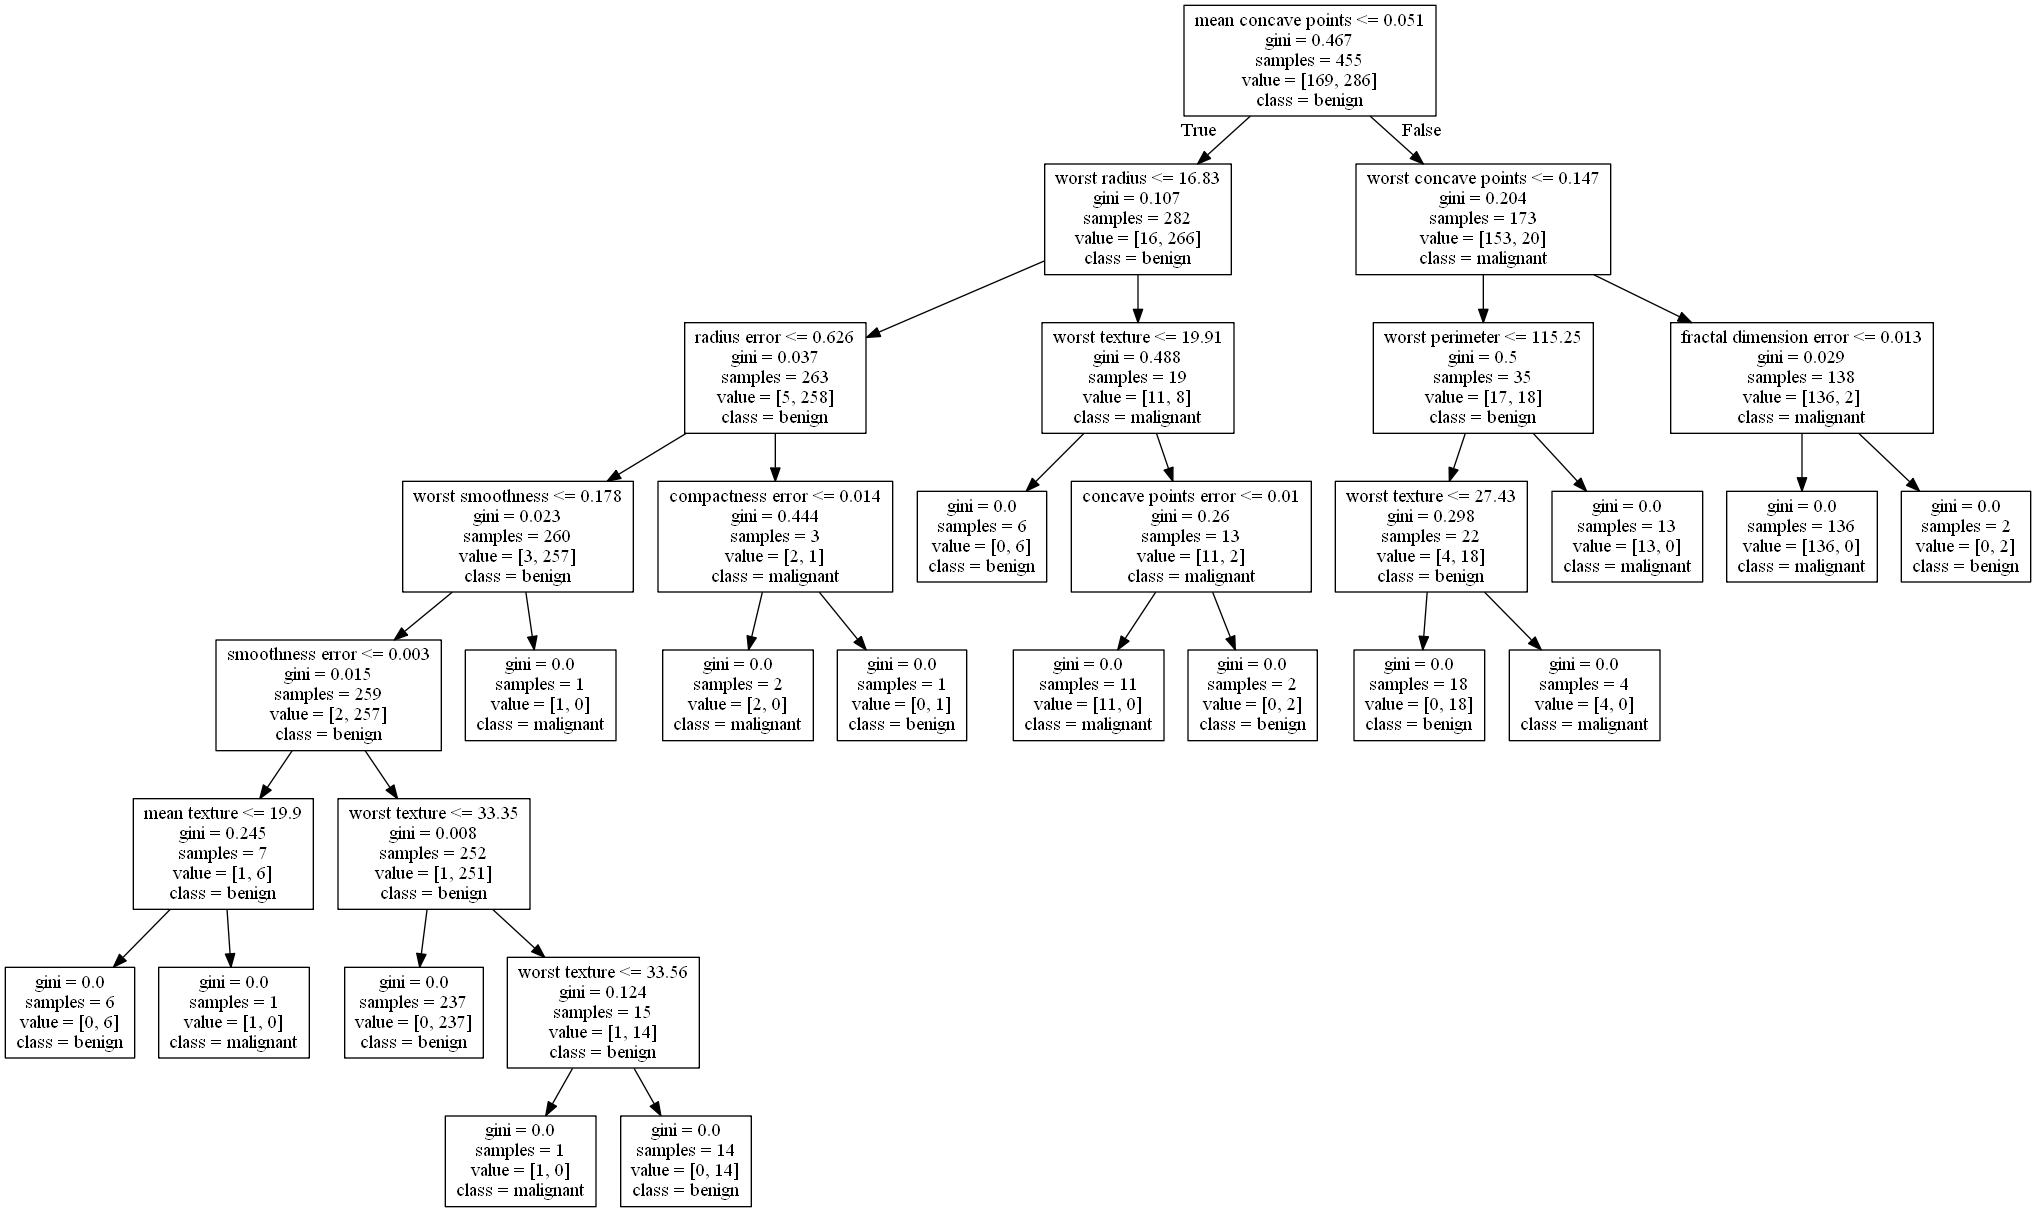 mean concave points <= 0.051
gini = 0.467
samples = 455
value = [169, 286]
class = benign
True
False
worst radius <= 16.83
gini = 0.107
samples = 282
value = [16, 266]
class = benign
worst concave points <= 0.147
gini = 0.204
samples = 173
value = [153, 20]
class = malignant
radius error <= 0.626
gini = 0.037
samples = 263
value = [5, 258]
class = benign
worst texture <= 19.91
gini = 0.488
samples = 19
value = [11, 8]
class = malignant
worst perimeter <= 115.25
gini = 0.5
samples = 35
value = [17, 18]
class = benign
fractal dimension error <= 0.013
gini = 0.029
samples = 138
value = [136, 2]
class = malignant
worst smoothness <= 0.178
gini = 0.023
samples = 260
value = [3, 257]
class = benign
compactness error <= 0.014
gini = 0.444
samples = 3
value = [2, 1]
class = malignant
gini = 0.0
samples = 6
value = [0, 6]
class = benign
concave points error <= 0.01
gini = 0.26
samples = 13
value = [11, 2]
class = malignant
worst texture <= 27.43
gini = 0.298
samples = 22
value = [4, 18]
class = benign
gini = 0.0
samples = 13
value = [13, 0]
class = malignant
gini = 0.0
samples = 136
value = [136, 0]
class = malignant
gini = 0.0
samples = 2
value = [0, 2]
class = benign
smoothness error <= 0.003
gini = 0.015
samples = 259
value = [2, 257]
class = benign
gini = 0.0
samples = 1
value = [1, 0]
class = malignant
gini = 0.0
samples = 2
value = [2, 0]
class = malignant
gini = 0.0
samples = 1
value = [0, 1]
class = benign
gini = 0.0
samples = 11
value = [11, 0]
class = malignant
gini = 0.0
samples = 2
value = [0, 2]
class = benign
gini = 0.0
samples = 18
value = [0, 18]
class = benign
gini = 0.0
samples = 4
value = [4, 0]
class = malignant
mean texture <= 19.9
gini = 0.245
samples = 7
value = [1, 6]
class = benign
worst texture <= 33.35
gini = 0.008
samples = 252
value = [1, 251]
class = benign
gini = 0.0
samples = 6
value = [0, 6]
class = benign
gini = 0.0
samples = 1
value = [1, 0]
class = malignant
gini = 0.0
samples = 237
value = [0, 237]
class = benign
worst texture <= 33.56
gini = 0.124
samples = 15
value = [1, 14]
class = benign
gini = 0.0
samples = 1
value = [1, 0]
class = malignant
gini = 0.0
samples = 14
value = [0, 14]
class = benign